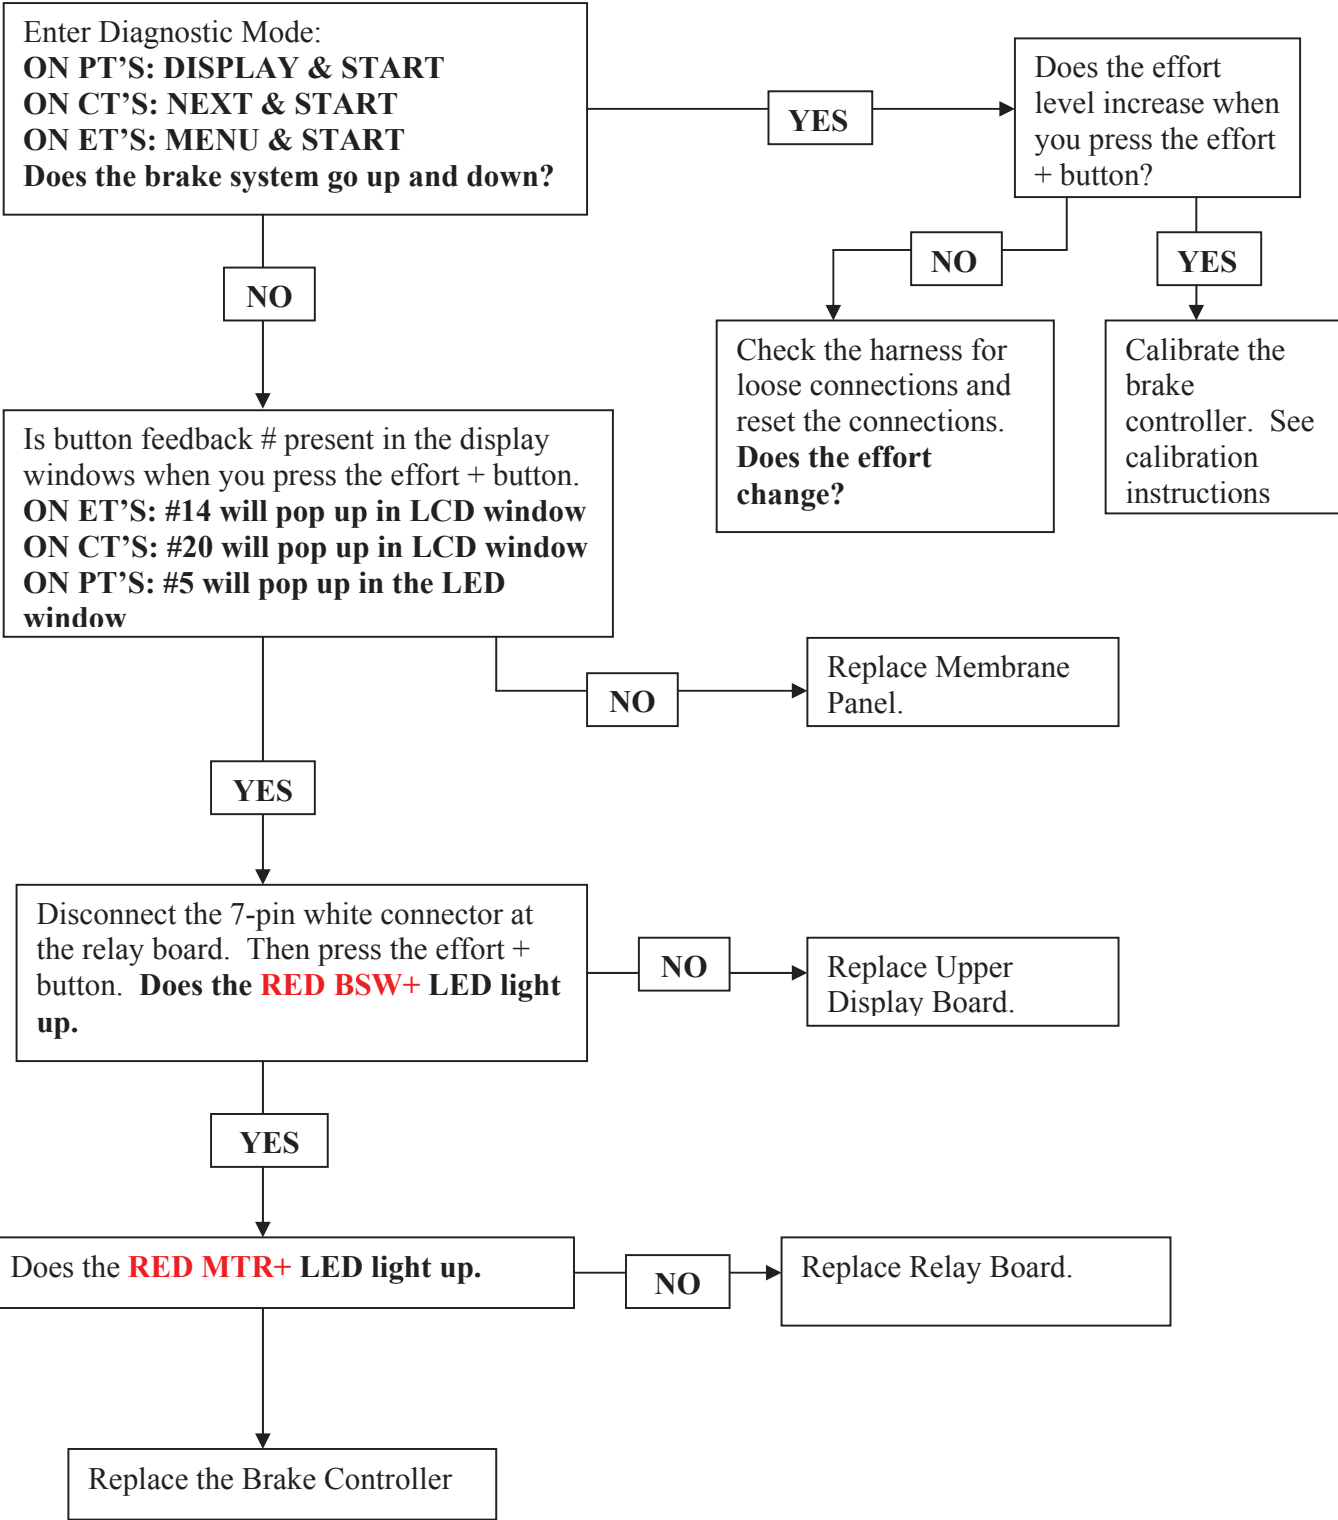 Enter Diagnostic Mode:
ON PT’S: DISPLAY & START
ON CT’S: NEXT & START
ON ET’S: MENU & START
Does the brake system go up and down?
YES
Does the effort
level increase when
you press the effort
+ button?
NO
YES
NO
Check the harness for
loose connections and
reset the connections.
Does the effort
change?
Calibrate the
brake
controller.  See
calibration
instructions
Is button feedback # present in the display
windows when you press the effort + button.
ON ET’S: #14 will pop up in LCD window
ON CT’S: #20 will pop up in LCD window
ON PT’S: #5 will pop up in the LED
window
NO
Replace Membrane
Panel.
YES
Disconnect the 7-pin white connector at
the relay board.  Then press the effort +
button.  Does the RED BSW+ LED light
up.
NO
Replace Upper
Display Board.
YES
Does the RED MTR+ LED light up.
NO
Replace Relay Board.
Replace the Brake Controller